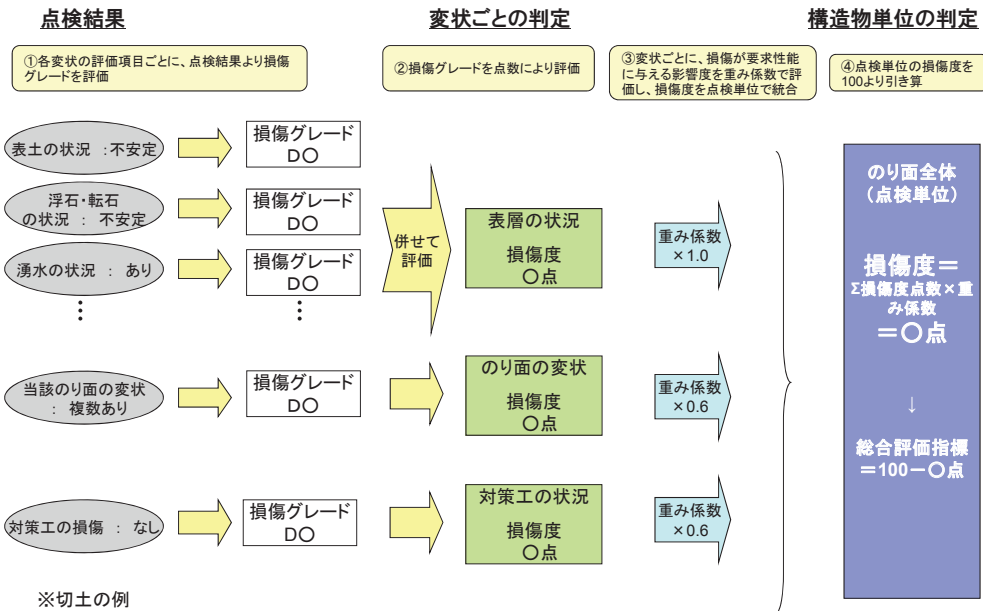 点検結果
変状ごとの判定
構造物単位の判定
①各変状の評価項目ごとに、点検結果より損傷
グレードを評価
②損傷グレードを点数により評価
③変状ごとに、損傷が要求性能
に与える影響度を重み係数で評
価し、損傷度を点検単位で統合
④点検単位の損傷度を
100より引き算
表土の状況 :不安定
損傷グレード
D〇
浮石・転石
の状況 : 不安定
損傷グレード
D〇
湧水の状況 : あり
損傷グレード
D〇
⋮
⋮
併せて
評価
表層の状況
損傷度
〇点
重み係数
×1.0
当該のり面の変状
: 複数あり
損傷グレード
D〇
のり面の変状
損傷度
〇点
重み係数
×0.6
対策工の損傷 : なし
損傷グレード
D〇
対策工の状況
損傷度
〇点
重み係数
×0.6
のり面全体
(点検単位)
損傷度=
Σ損傷度点数×重
み係数
=〇点
↓
総合評価指標
=100-〇点
※切土の例